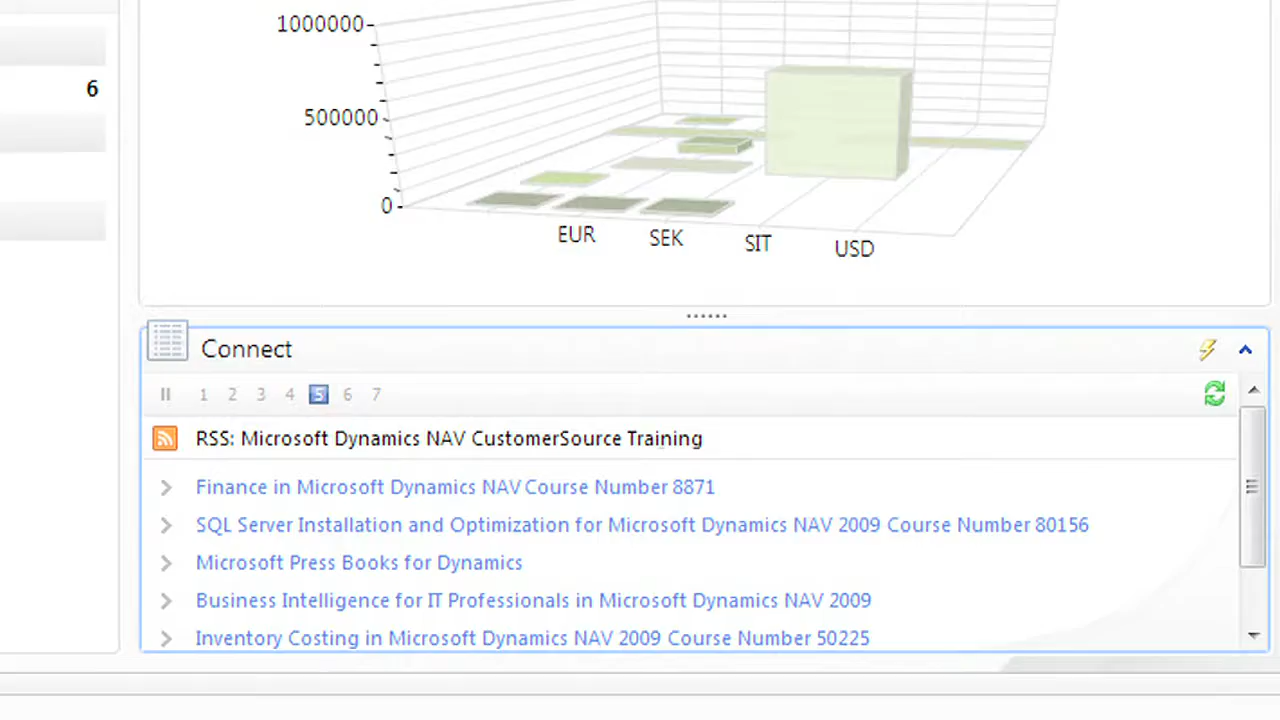 1000000
6
500000
0
EUR
SEK
SIT
USD
Connect
1 2 3 4 5 6 7
RSS: Microsoft Dynamics NAV CustomerSource Training
Finance in Microsoft Dynamics NAV Course Number 8871
SQL Server Installation and Optimization for Microsoft Dynamics NAV 2009 Course Number 80156
Microsoft Press Books for Dynamics
Business Intelligence for IT Professionals in Microsoft Dynamics NAV 2009
Inventory Costing in Microsoft Dynamics NAV 2009 Course Number 50225